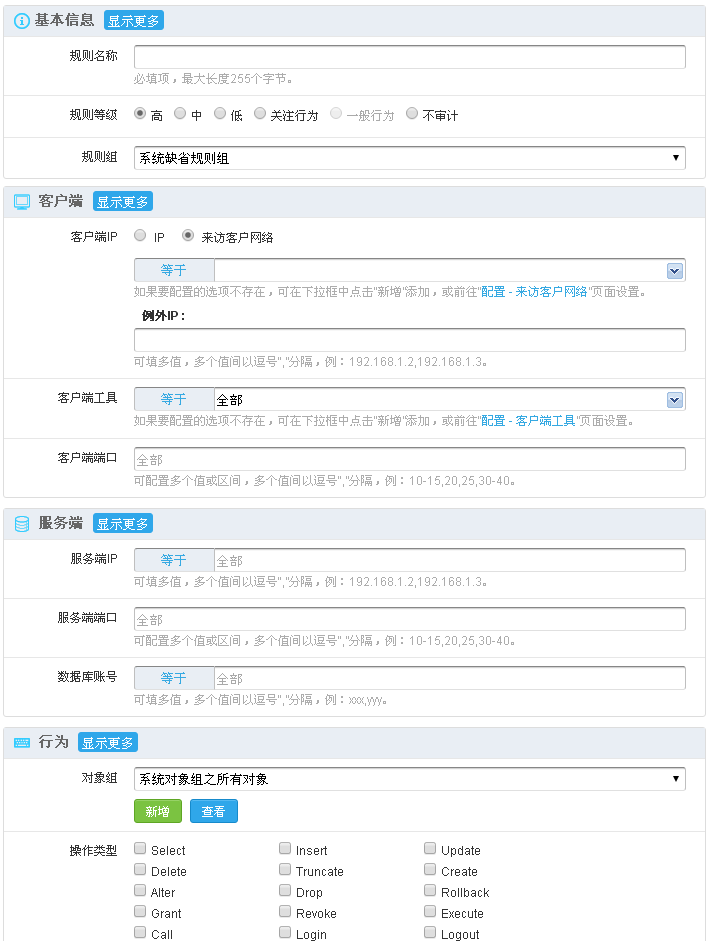 基本信息 显示更多
规则名称
必填项，最大长度255个字节。
规则等级 高 中 低 关注行为 一般行为 不审计
规则组 系统缺省规则组
客户端 显示更多
客户端IP IP 来访客户网络
等于
如果要配置的选项不存在，可在下拉框中点击"新增"添加，或前往"配置 - 来访客户网络"页面设置。
例外IP：
可填多值，多个值间以逗号","分隔，例：192.168.1.2,192.168.1.3。
客户端工具 等于 全部
如果要配置的选项不存在，可在下拉框中点击"新增"添加，或前往"配置 - 客户端工具"页面设置。
客户端端口 全部
可配置多个值或区间，多个值间以逗号","分隔，例：10-15,20,25,30-40。
服务端 显示更多
服务端IP 等于 全部
可填多值，多个值间以逗号","分隔，例：192.168.1.2,192.168.1.3。
服务端端口 全部
可配置多个值或区间，多个值间以逗号","分隔，例：10-15,20,25,30-40。
数据库账号 等于 全部
可填多值，多个值间以逗号","分隔，例：xxx,yyy。
行为 显示更多
对象组 系统对象组之所有对象
新增 查看
操作类型 Select Insert Update
Delete Truncate Create
Alter Drop Rollback
Grant Revoke Execute
Call Login Logout